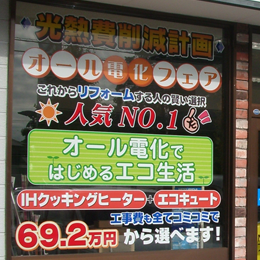 光熱費削減計画
オール電化フェア
これからリフォームする人の賢い選択
人気NO.1
オール電化で
はじめるエコ生活
IHクッキングヒーター+エコキュート
工事費も全てコミコミで
69.2万円から選べます!